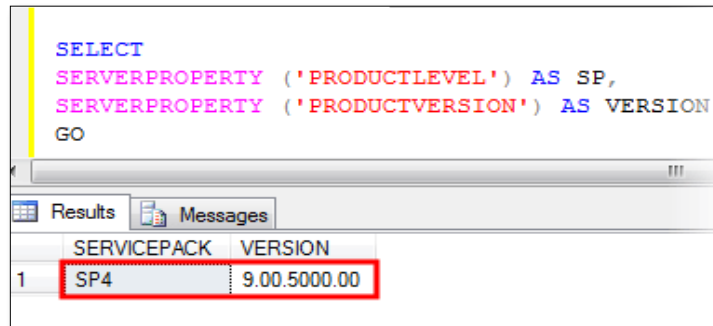 SELECT
SERVERPROPERTY ('PRODUCTLEVEL') AS SP,
SERVERPROPERTY ('PRODUCTVERSION') AS VERSION
GO
Results Messages
SERVICEPACK VERSION
1 SP4 9.00.5000.00